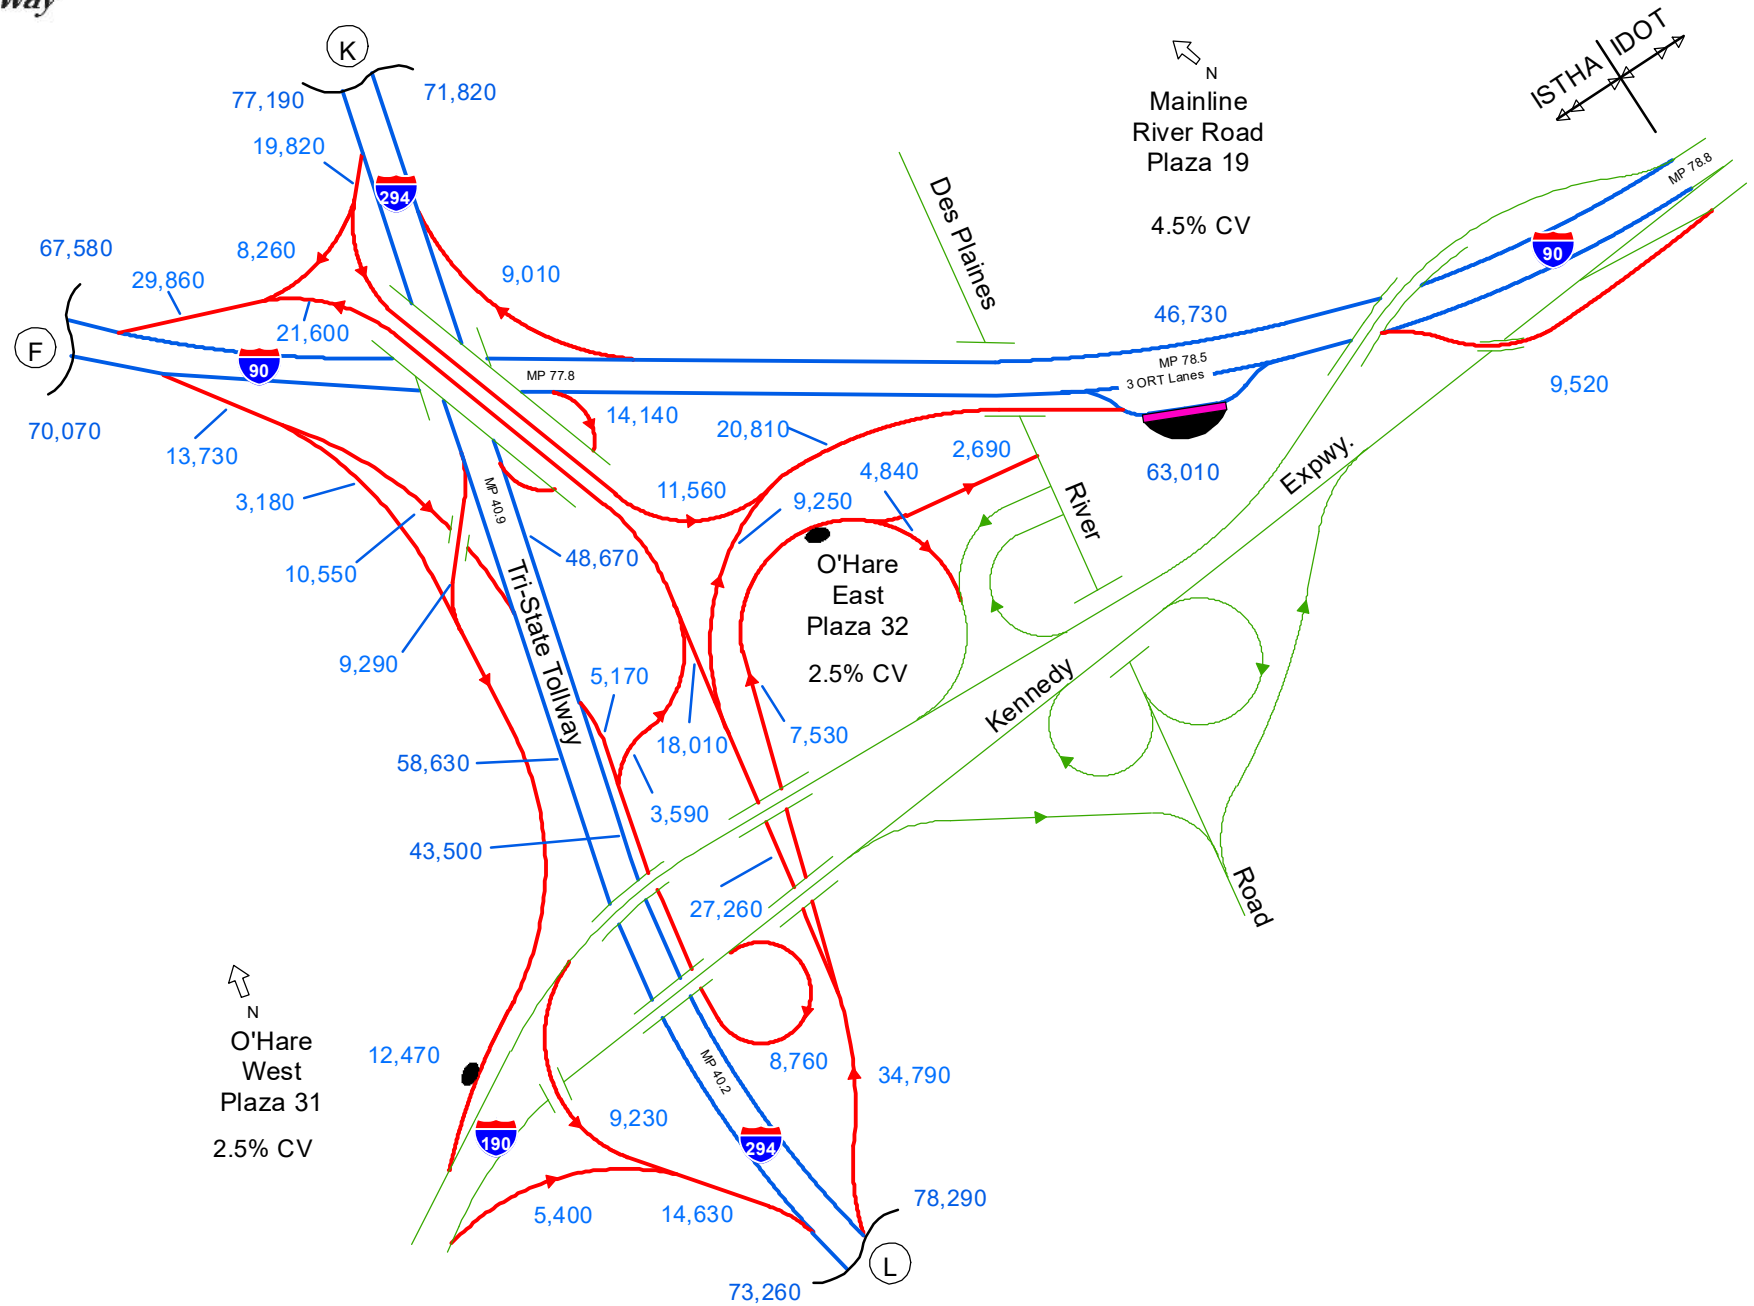 way
K
77,190
71,820
19,820
294
ISTHA
IDOT
N
Mainline
River Road
Plaza 19
4.5% CV
MP 78.8
90
Des Plaines
67,580
8,260
29,860
9,010
21,600
46,730
F
90
MP 77.8
MP 78.5
3 ORT Lanes
9,520
70,070
13,730
14,140
20,810
2,690
4,840
63,010
3,180
MP 40.9
11,560
9,250
River
Expwy.
10,550
48,670
O'Hare
East
Plaza 32
2.5% CV
Tri-State Tollway
9,290
5,170
Kennedy
18,010
7,530
58,630
3,590
43,500
27,260
Road
N
O'Hare
West
Plaza 31
2.5% CV
12,470
MP 40.2
8,760
34,790
9,230
190
294
5,400
14,630
78,290
L
73,260